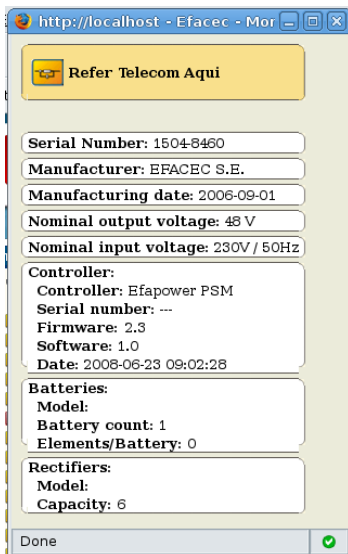 http://localhost - Efacec - Mor
Refer Telecom Aqui
Serial Number: 1504-8460
Manufacturer: EFACEC S.E.
Manufacturing date: 2006-09-01
Nominal output voltage: 48 V
Nominal input voltage: 230V / 50Hz
Controller:
Controller: Efapower PSM
Serial number: ---
Firmware: 2.3
Software: 1.0
Date: 2008-06-23 09:02:28
Batteries:
Model:
Battery count: 1
Elements/Battery: 0
Rectifiers:
Model:
Capacity: 6
Done